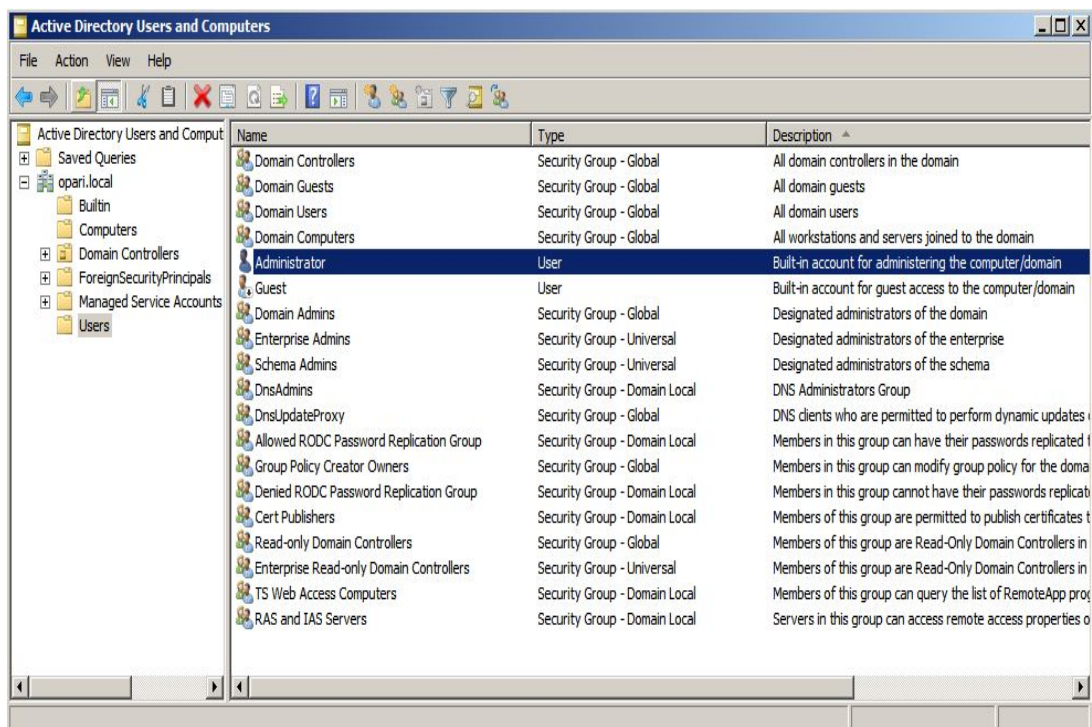 Active Directory Users and Computers
File Action View Help
Active Directory Users and Comput
Saved Queries
opari.local
Builtin
Computers
Domain Controllers
ForeignSecurityPrincipals
Managed Service Accounts
Users
Name Type Description
Domain Controllers Security Group - Global All domain controllers in the domain
Domain Guests Security Group - Global All domain guests
Domain Users Security Group - Global All domain users
Domain Computers Security Group - Global All workstations and servers joined to the domain
Administrator User Built-in account for administering the computer/domain
Guest User Built-in account for guest access to the computer/domain
Domain Admins Security Group - Global Designated administrators of the domain
Enterprise Admins Security Group - Universal Designated administrators of the enterprise
Schema Admins Security Group - Universal Designated administrators of the schema
DnsAdmins Security Group - Domain Local DNS Administrators Group
DnsUpdateProxy Security Group - Global DNS clients who are permitted to perform dynamic updates
Allowed RODC Password Replication Group Security Group - Domain Local Members in this group can have their passwords replicated t
Group Policy Creator Owners Security Group - Global Members in this group can modify group policy for the doma
Denied RODC Password Replication Group Security Group - Domain Local Members in this group cannot have their passwords replicat
Cert Publishers Security Group - Domain Local Members of this group are permitted to publish certificates t
Read-only Domain Controllers Security Group - Global Members of this group are Read-Only Domain Controllers in
Enterprise Read-only Domain Controllers Security Group - Universal Members of this group are Read-Only Domain Controllers in
TS Web Access Computers Security Group - Domain Local Members of this group can query the list of RemoteApp prog
RAS and IAS Servers Security Group - Domain Local Servers in this group can access remote access properties o